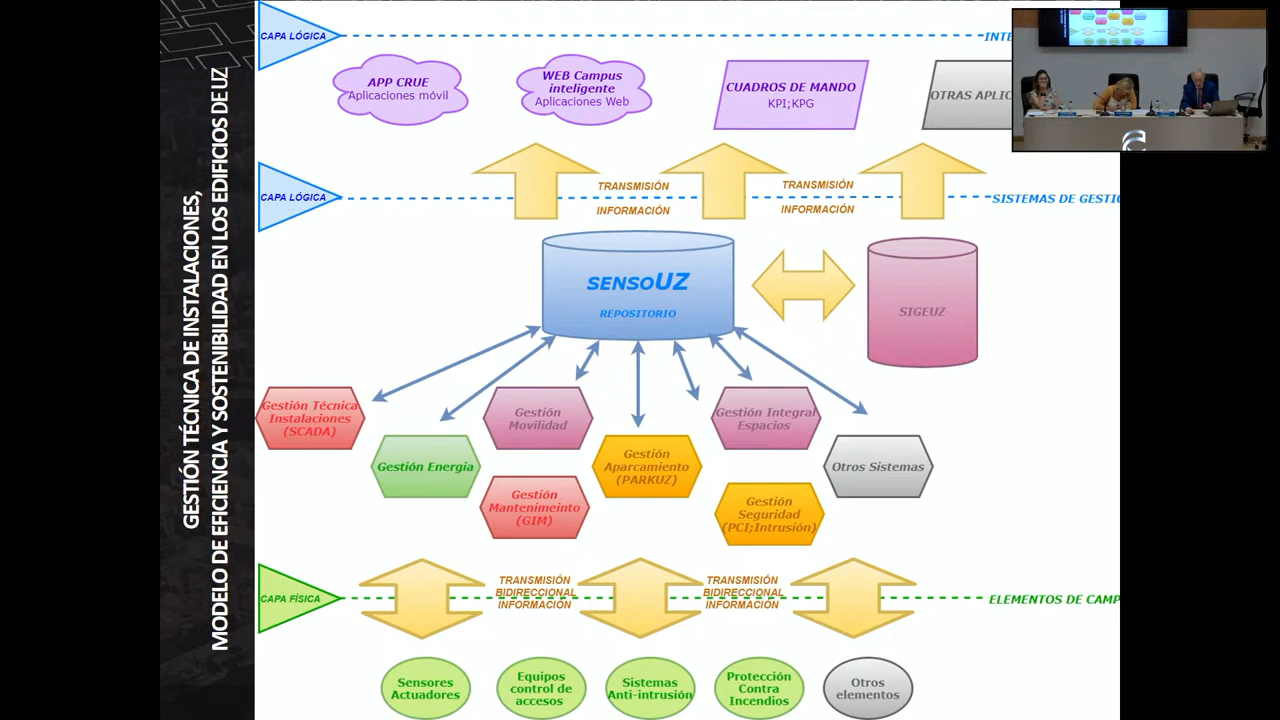 GESTIÓN TÉCNICA DE INSTALACIONES,
MODELO DE EFICIENCIA Y SOSTENIBILIDAD EN LOS EDIFICIOS DE UZ
CAPA LÓGICA
APP CRUE
Aplicaciones móvil
WEB Campus
inteligente
Aplicaciones Web
CUADROS DE MANDO
KPI;KPG
OTRAS APLIC
CAPA LÓGICA
TRANSMISIÓN
INFORMACIÓN
TRANSMISIÓN
INFORMACIÓN
SISTEMAS DE GESTIO
SENSOUZ
REPOSITORIO
SIGEUZ
Gestión Técnica
Instalaciones
(SCADA)
Gestión
Movilidad
Gestión Integral
Espacios
Gestión Energia
Gestión
Aparcamiento
(PARKUZ)
Otros Sistemas
Gestión
Mantenimeinto
(GIM)
Gestión
Seguridad
(PCI;Intrusión)
CAPA FÍSICA
TRANSMISIÓN
BIDIRECCIONAL
INFORMACIÓN
TRANSMISIÓN
BIDIRECCIONAL
INFORMACIÓN
ELEMENTOS DE CAMP
Sensores
Actuadores
Equipos
control de
accesos
Sistemas
Anti-intrusión
Protección
Contra
Incendios
Otros
elementos